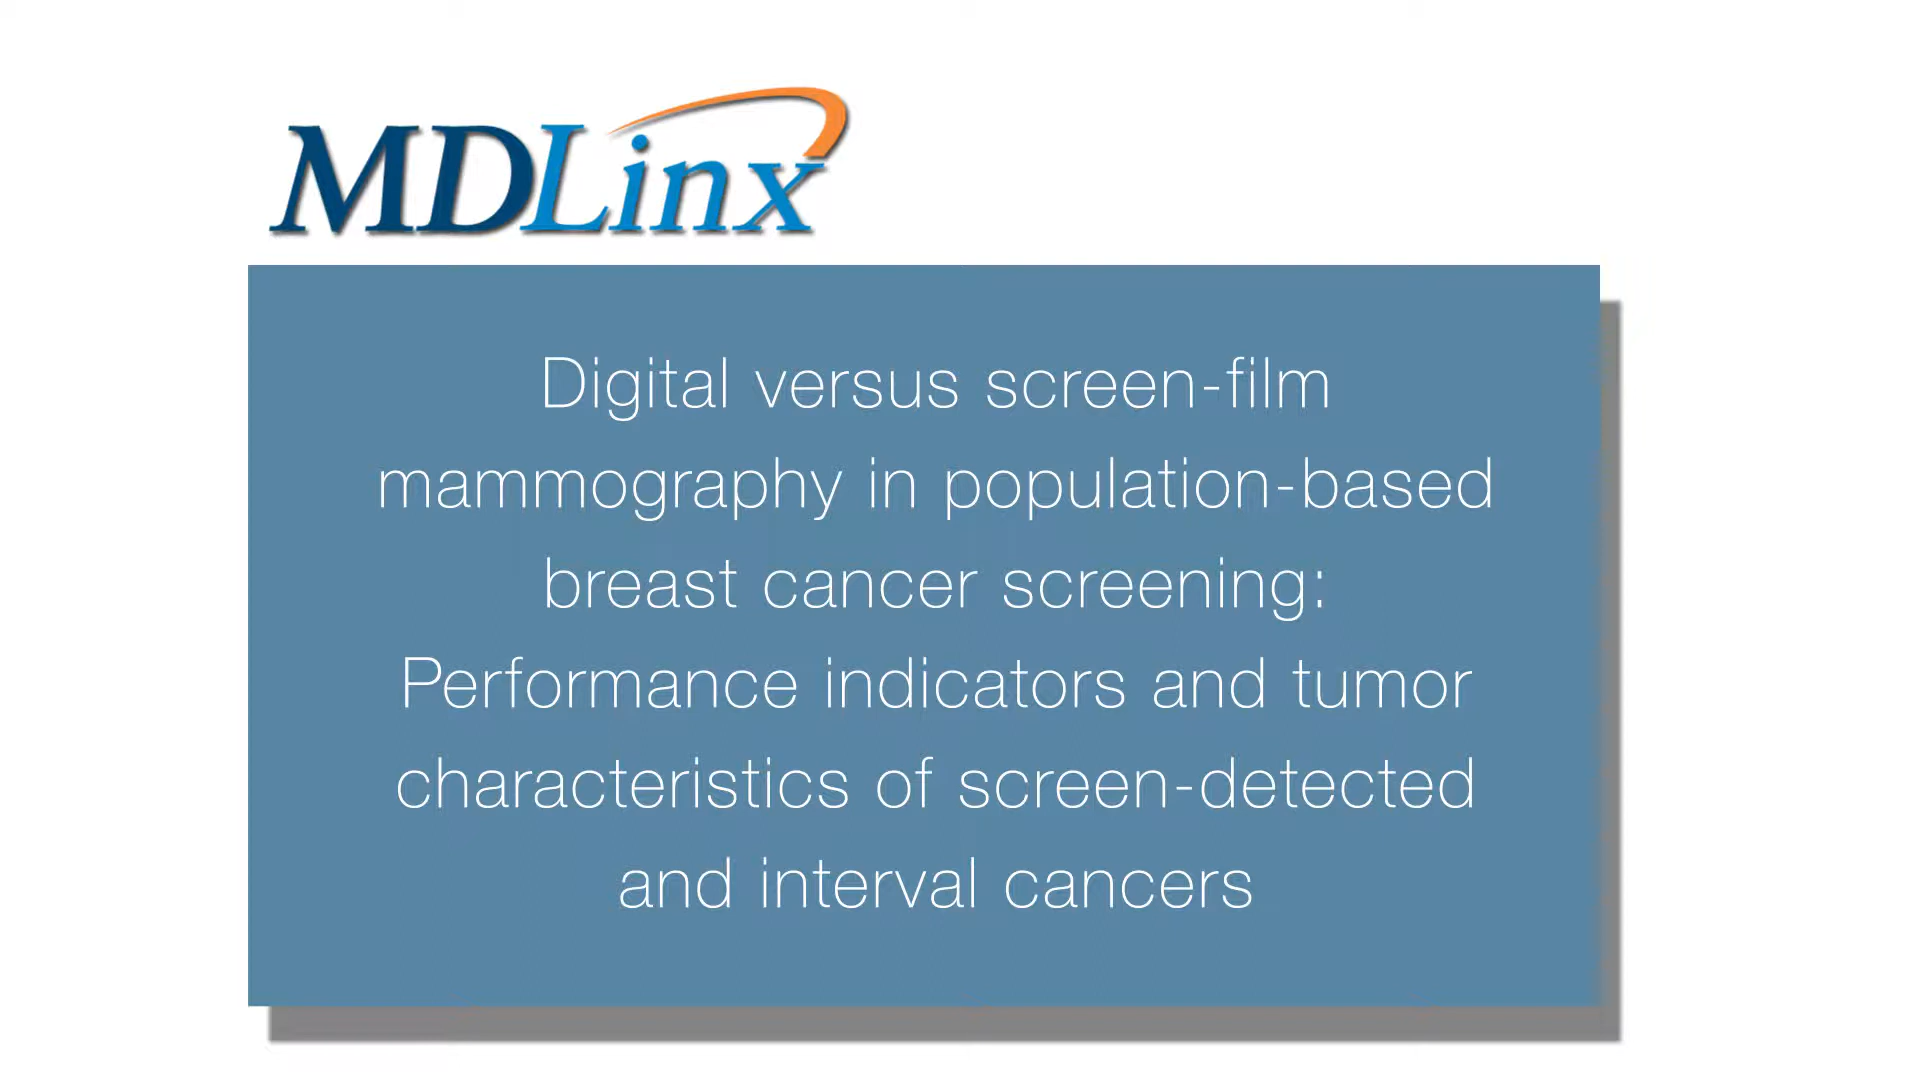 MDLinx
Digital versus screen-film
mammography in population-based
breast cancer screening:
Performance indicators and tumor
characteristics of screen-detected
and interval cancers